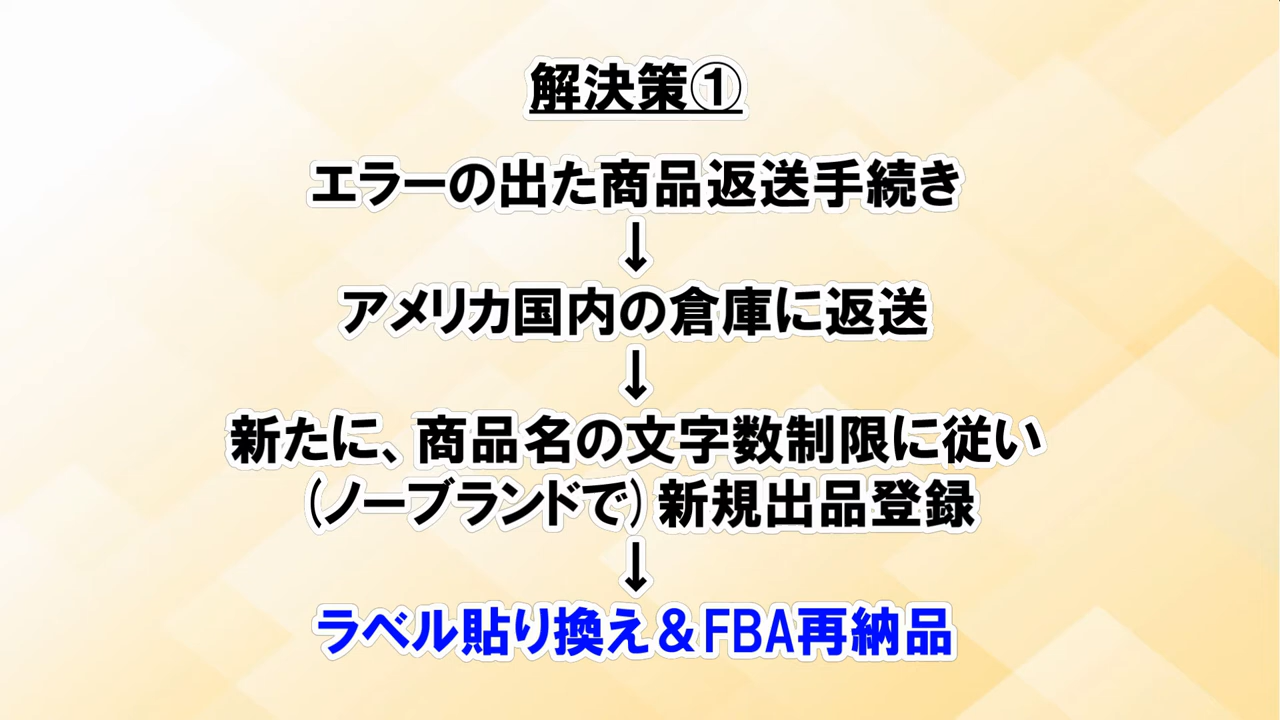 解決策①
エラーの出た商品返送手続き
↓
アメリカ国内の倉庫に返送
↓
新たに、商品名の文字数制限に従い
(ノーブランドで)新規出品登録
↓
ラベル貼り換え＆FBA再納品